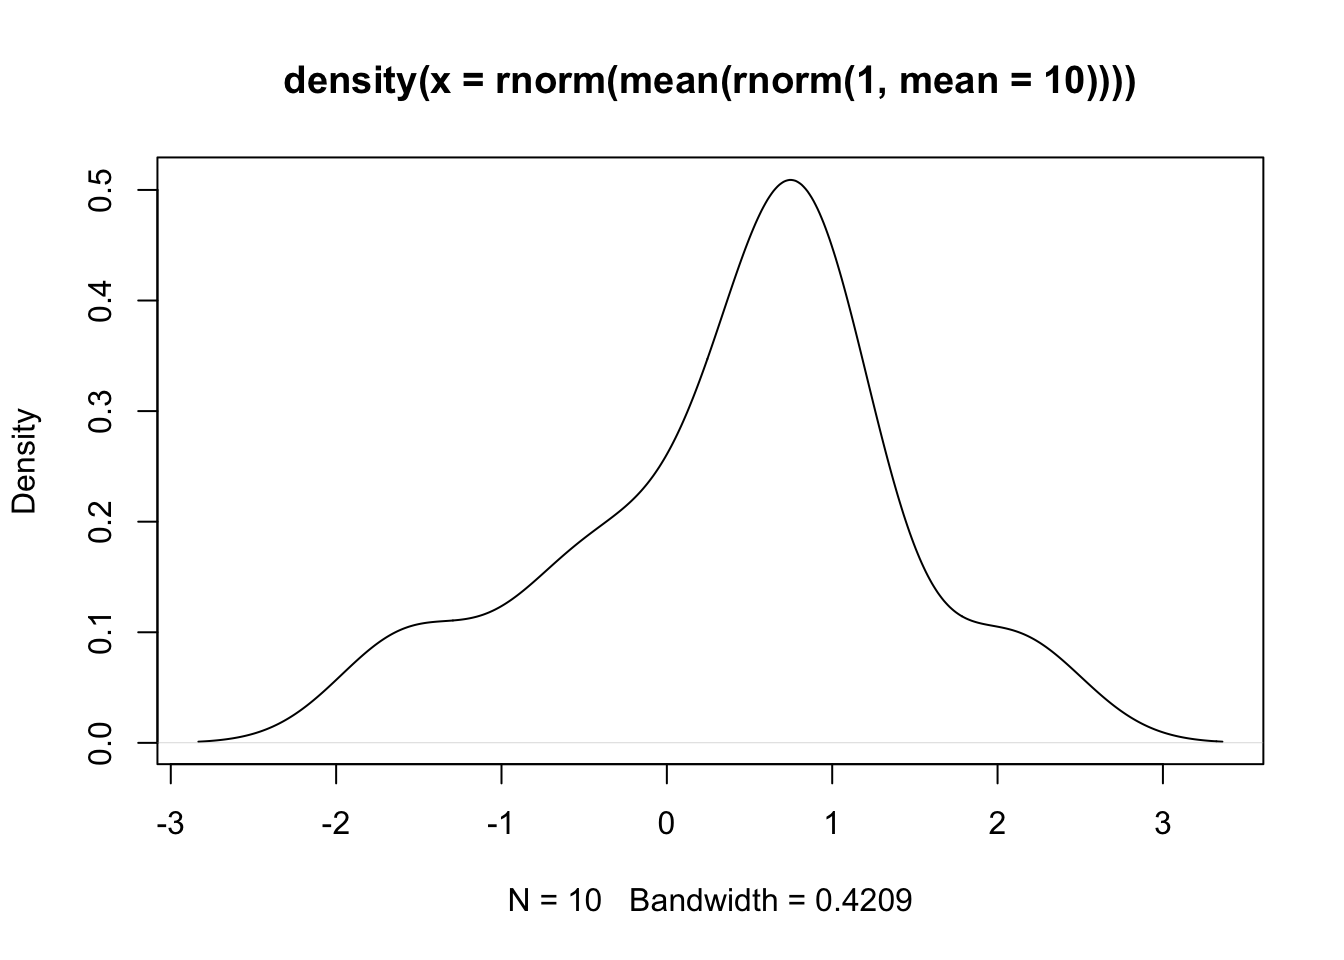 density(x = rnorm(mean(rnorm(1, mean = 10))))
Density
0.5
0.4
0.3
0.2
0.1
0.0
-3 -2 -1 0 1 2 3
N = 10 Bandwidth = 0.4209